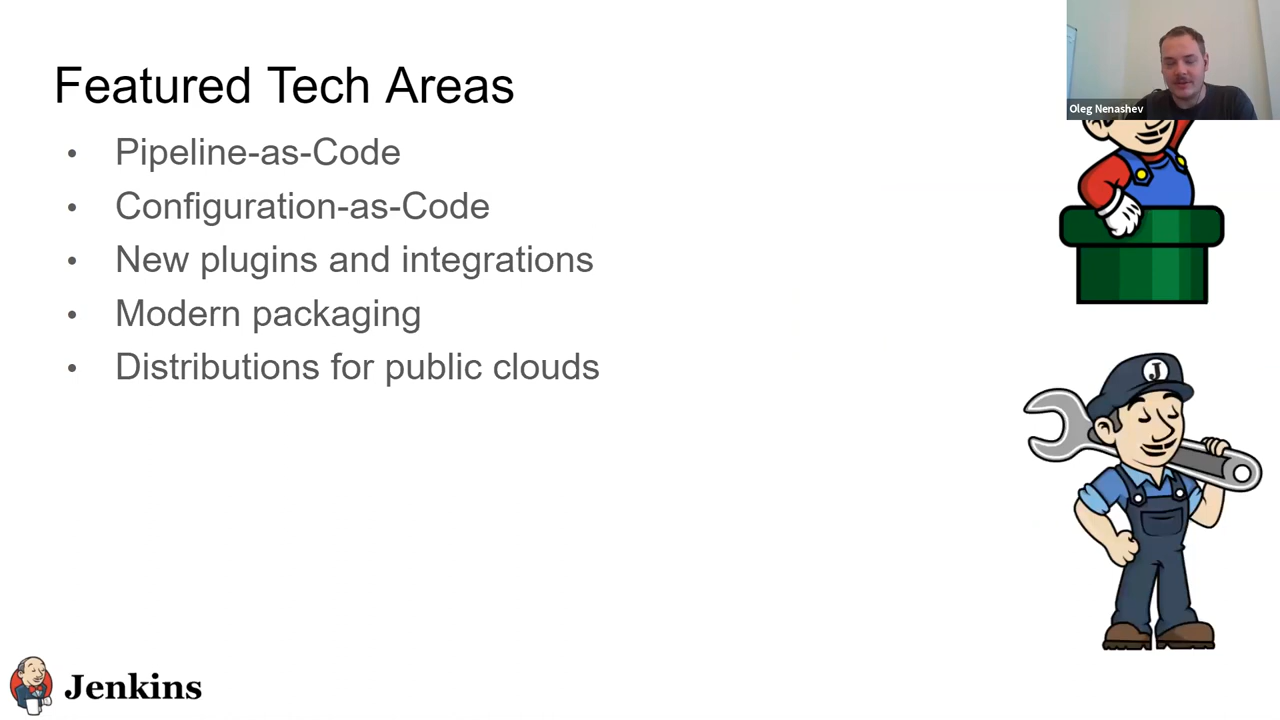 Featured Tech Areas
• Pipeline-as-Code
• Configuration-as-Code
• New plugins and integrations
• Modern packaging
• Distributions for public clouds
Oleg Nenashev
J
Jenkins